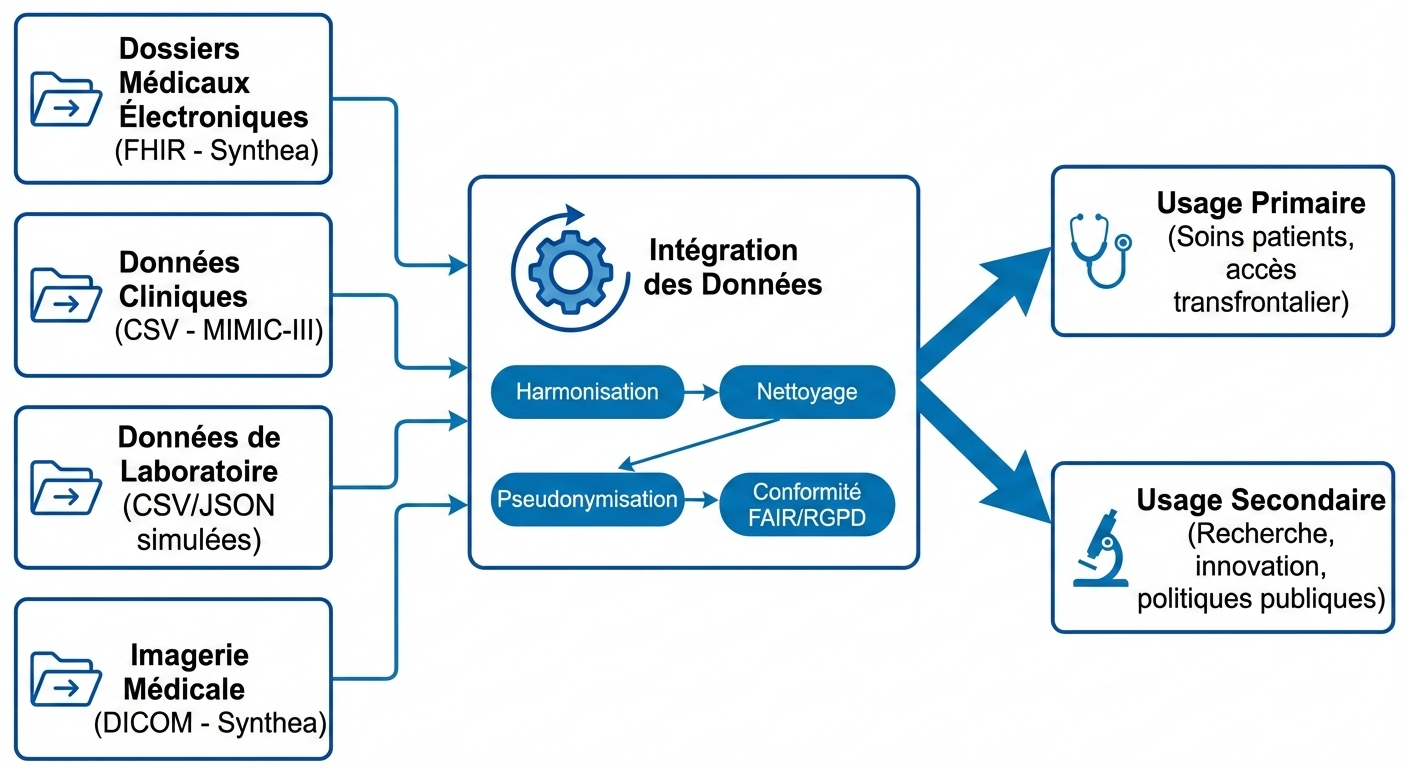 Dossiers
Médicaux
Électroniques
(FHIR - Synthea)
Données
Cliniques
(CSV - MIMIC-III)
Données de
Laboratoire
(CSV/JSON
simulées)
Imagerie
Médicale
(DICOM - Synthea)
Intégration
des Données
Harmonisation
Nettoyage
Pseudonymisation
Conformité
FAIR/RGPD
Usage Primaire
(Soins patients,
accès
transfrontalier)
Usage Secondaire
(Recherche,
innovation,
politiques publiques)